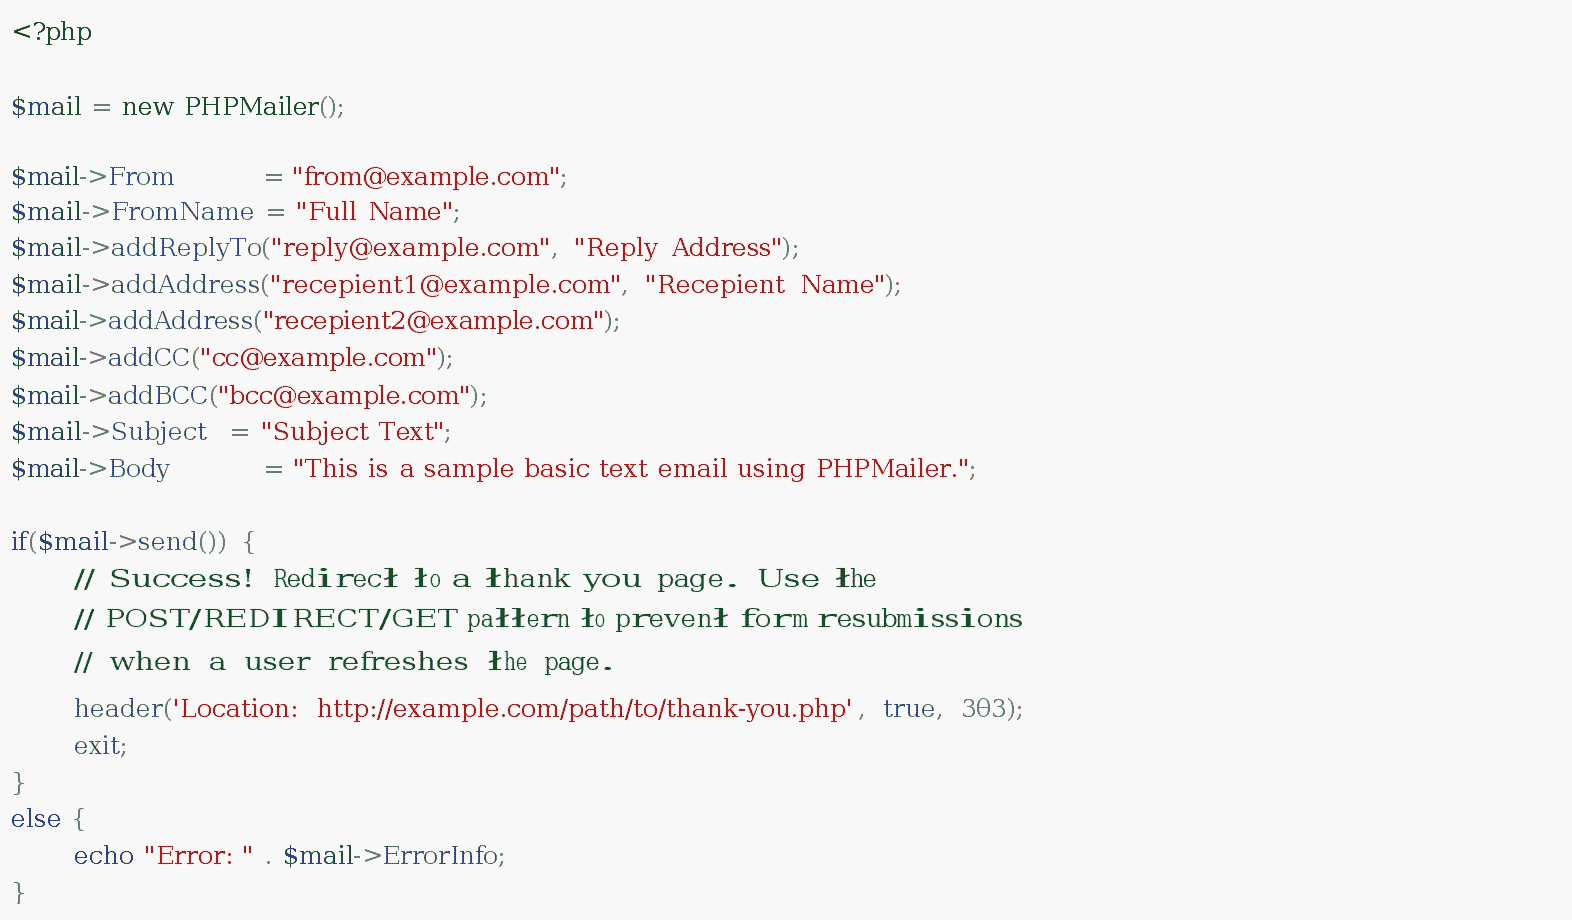 <?php
$mail = new PHPMailer();
$mail->From = "from@example.com";
$mail->FromName = "Full Name";
$mail->addReplyTo("reply@example.com", "Reply Address");
$mail->addAddress("recepient1@example.com", "Recepient Name");
$mail->addAddress("recepient2@example.com");
$mail->addCC("cc@example.com");
$mail->addBCC("bcc@example.com");
$mail->Subject = "Subject Text";
$mail->Body = "This is a sample basic text email using PHPMailer.";
if($mail->send()) {
// Success! Redirect to a thank you page. Use the
// POST/REDIRECT/GET pattern to prevent form resubmissions
// when a user refreshes the page.
header('Location: http://example.com/path/to/thank-you.php', true, 303);
exit;
}
else {
echo "Error: " . $mail->ErrorInfo;
}